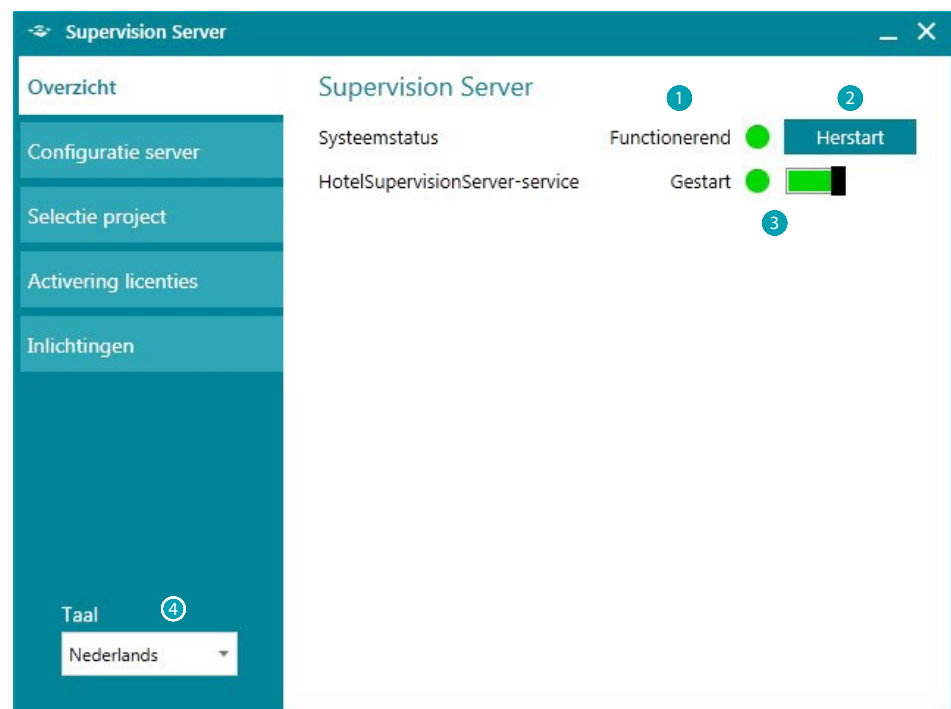 Supervision Server
Overzicht
Configuratie server
Selectie project
Activering licenties
Inlichtingen
Taal 4
Nederlands
Supervision Server
1 2
Systeemstatus Functionerend Herstart
HotelSupervisionServer-service Gestart
3